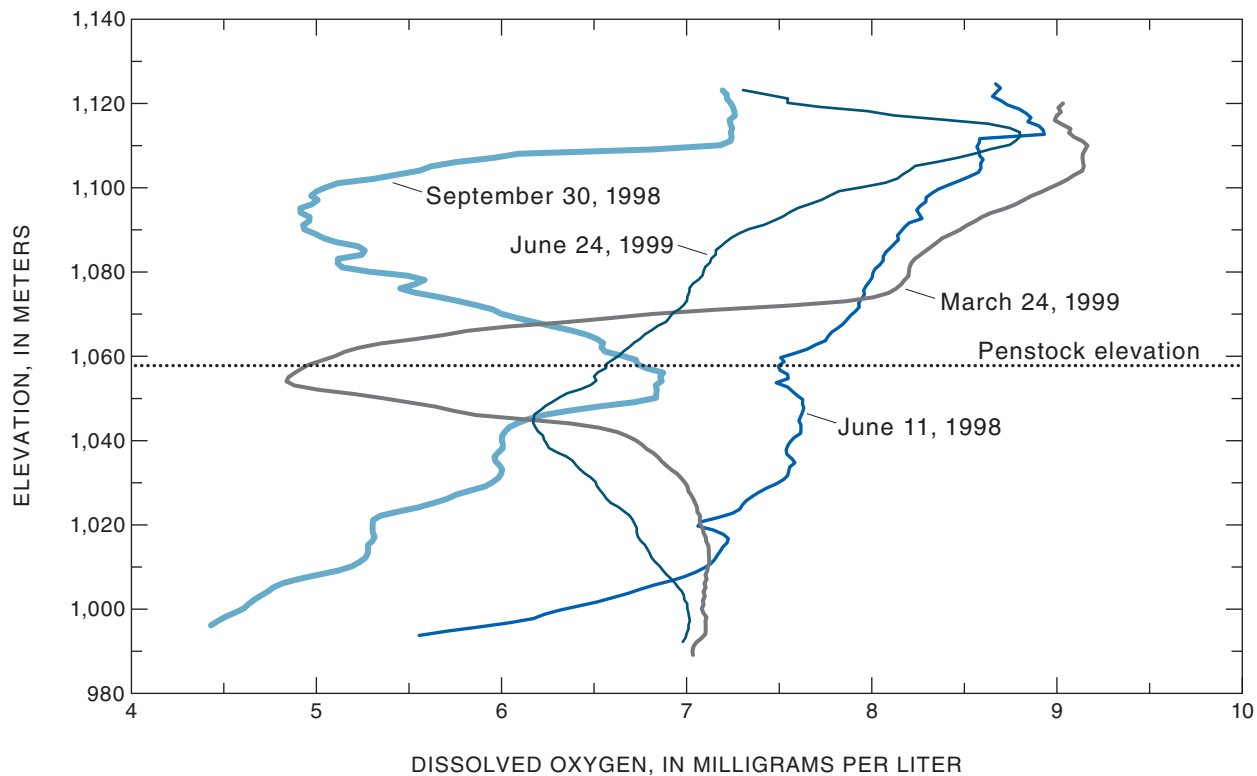 1,140
1,120
1,100
1,080
1,060
1,040
1,020
1,000
980
ELEVATION, IN METERS
September 30, 1998
June 24, 1999
March 24, 1999
Penstock elevation
June 11, 1998
4 5 6 7 8 9 10
DISSOLVED OXYGEN, IN MILLIGRAMS PER LITER